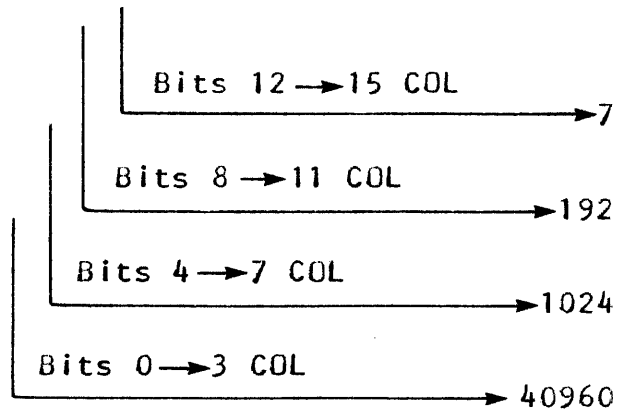 Bits 12→15 COL
7
Bits 8→11 COL
192
Bits 4→7 COL
1024
Bits 0→3 COL
40960